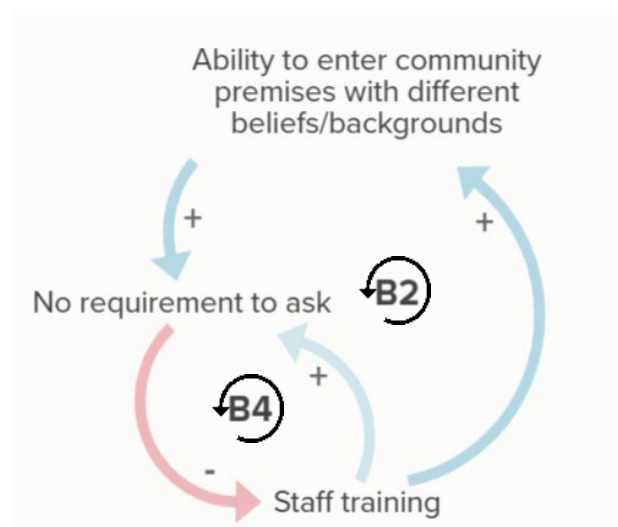 Ability to enter community
premises with different
beliefs/backgrounds
+
+
B2
No requirement to ask
+
B4
-
Staff training